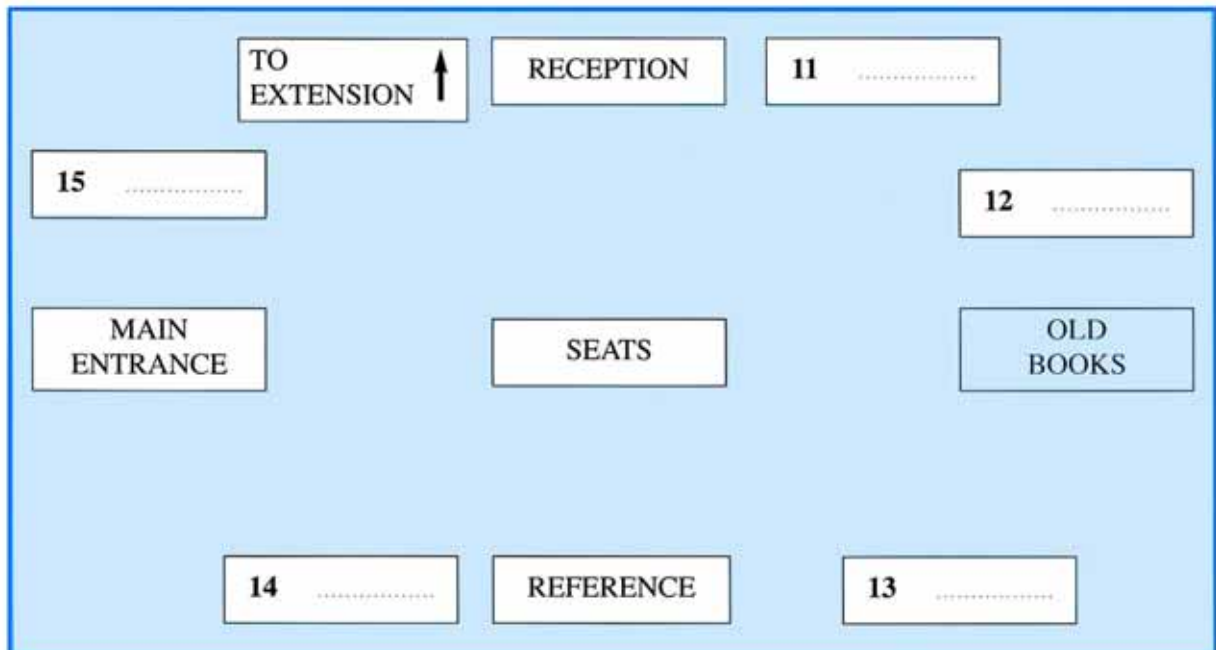 TO
EXTENSION
RECEPTION
11 ................
15 ................
12 ................
MAIN
ENTRANCE
SEATS
OLD
BOOKS
14 ................
REFERENCE
13 ................